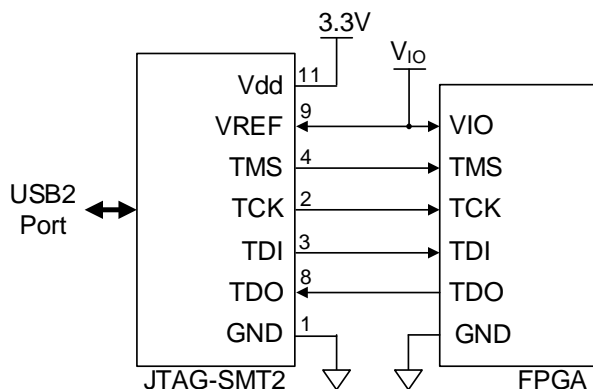 3.3V
VIO
Vdd 11
VREF 9 VIO
TMS 4 TMS
USB2
Port
TCK 2 TCK
TDI 3 TDI
TDO 8 TDO
GND 1 GND
JTAG-SMT2 FPGA